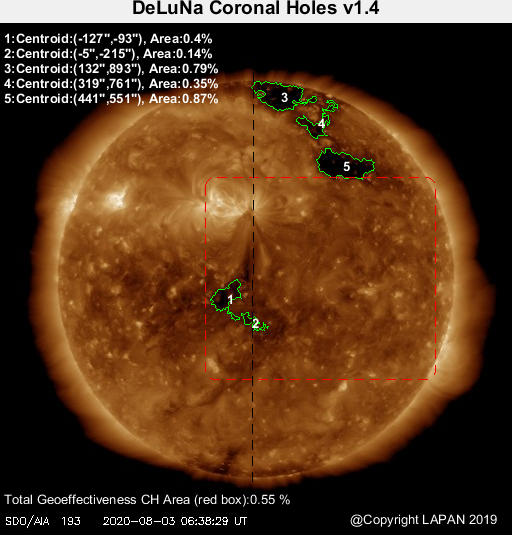 DeLuNa Coronal Holes v1.4
1:Centroid:(-127",-93"), Area:0.4%
2:Centroid:(-5",-215"), Area:0.14%
3:Centroid:(132",893"), Area:0.79%
4:Centroid:(319",761"), Area:0.35%
5:Centroid:(441",551"), Area:0.87%
3
4
5
1
2
Total Geoeffectiveness CH Area (red box):0.55 %
SDO/AIA 193 2020-08-03 06:38:29 UT
@Copyright LAPAN 2019